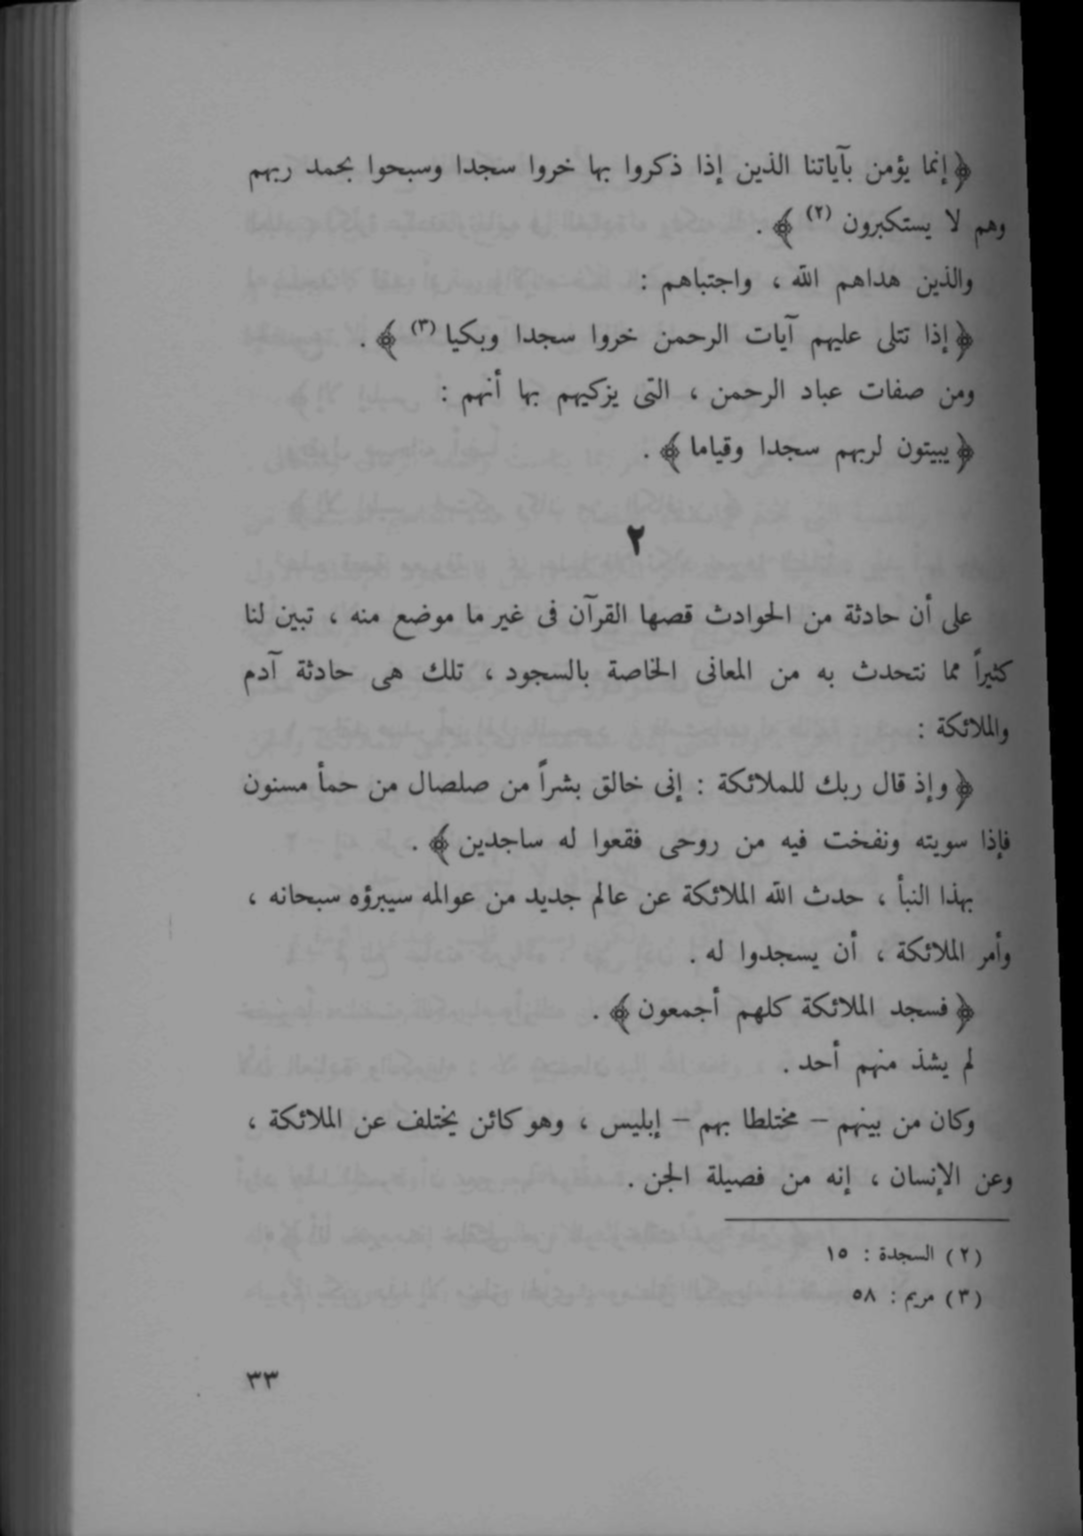 ﴿ إنما يؤمن بآياتنا الذين إذا ذكروا بها خروا سجدا وسبحوا بحمد ربهم
وهم لا يستكبرون (٢) ﴾ .
والذين هداهم الله ، واجتباهم :
﴿ إذا تتلى عليهم آيات الرحمن خروا سجدا وبكيا (٣) ﴾ .
ومن صفات عباد الرحمن ، التى يزكيهم بها أنهم :
﴿ يبيتون لربهم سجدا وقياما ﴾ .
٢
على أن حادثة من الحوادث قصها القرآن فى غير ما موضع منه ، تبين لنا
كثيراً مما نتحدث به من المعانى الخاصة بالسجود ، تلك هى حادثة آدم
والملائكة :
﴿ وإذ قال ربك للملائكة : إنى خالق بشراً من صلصال من حمأ مسنون
فإذا سويته ونفخت فيه من روحى فقعوا له ساجدين ﴾ .
بهذا النبأ ، حدث الله الملائكة عن عالم جديد من عوالمه سيبرؤه سبحانه ،
وأمر الملائكة ، أن يسجدوا له .
﴿ فسجد الملائكة كلهم أجمعون ﴾ .
لم يشذ منهم أحد .
وكان من بينهم – مختلطا بهم – إبليس ، وهو كائن يختلف عن الملائكة ،
وعن الإنسان ، إنه من فصيلة الجن .
(٢) السجدة : ١٥
(٣) مريم : ٥٨
٣٣